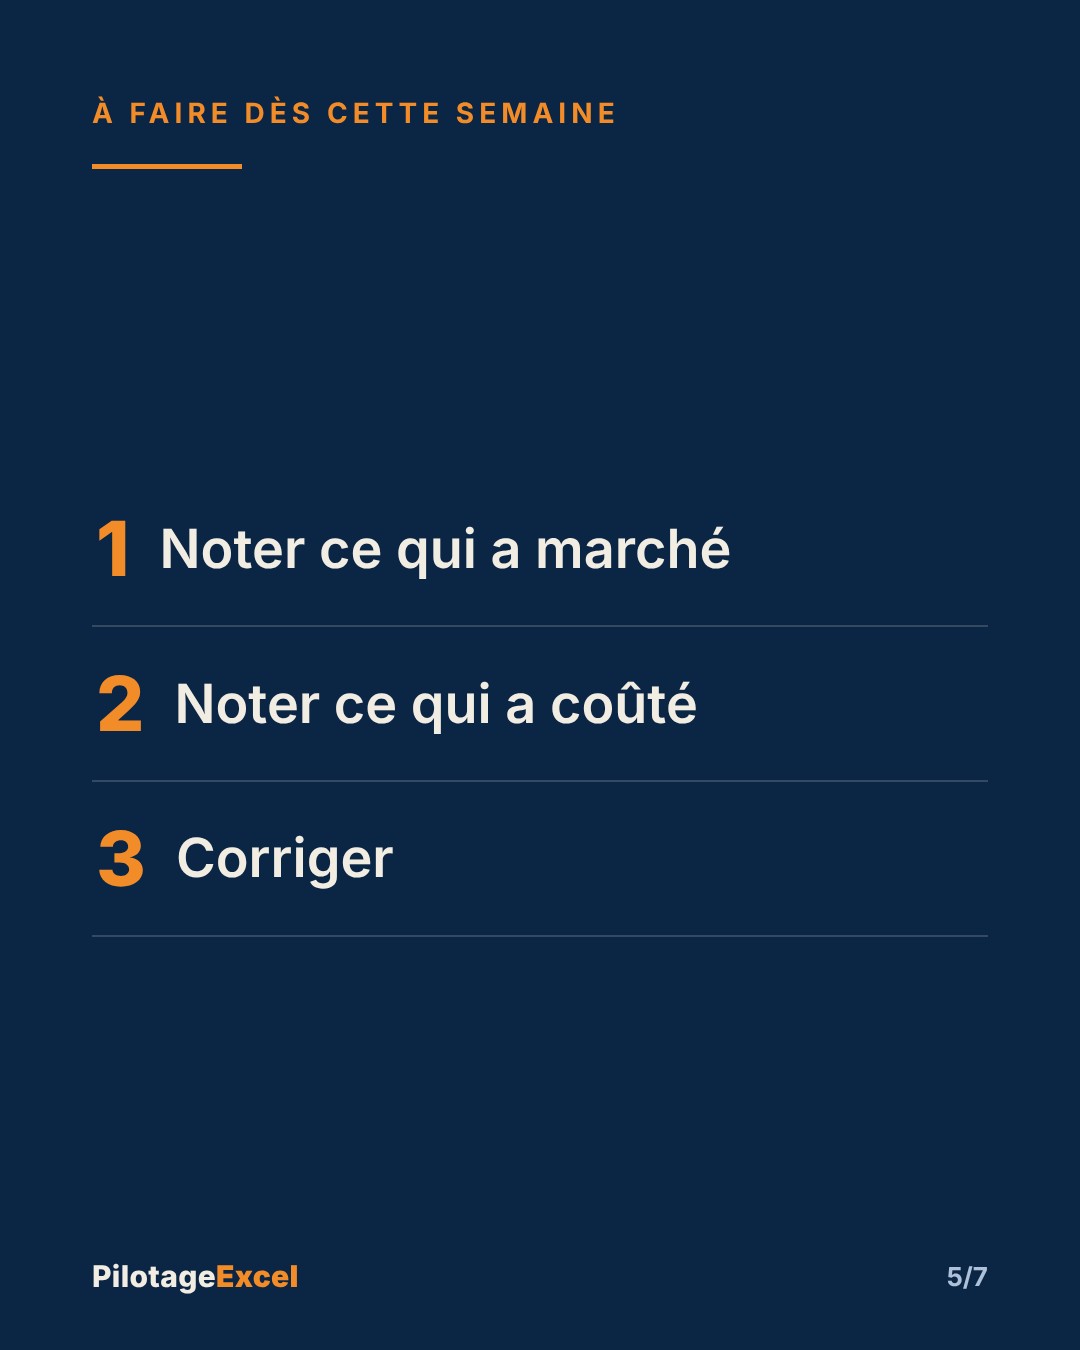 À FAIRE DÈS CETTE SEMAINE
1 Noter ce qui a marché
2 Noter ce qui a coûté
3 Corriger
PilotageExcel 5/7